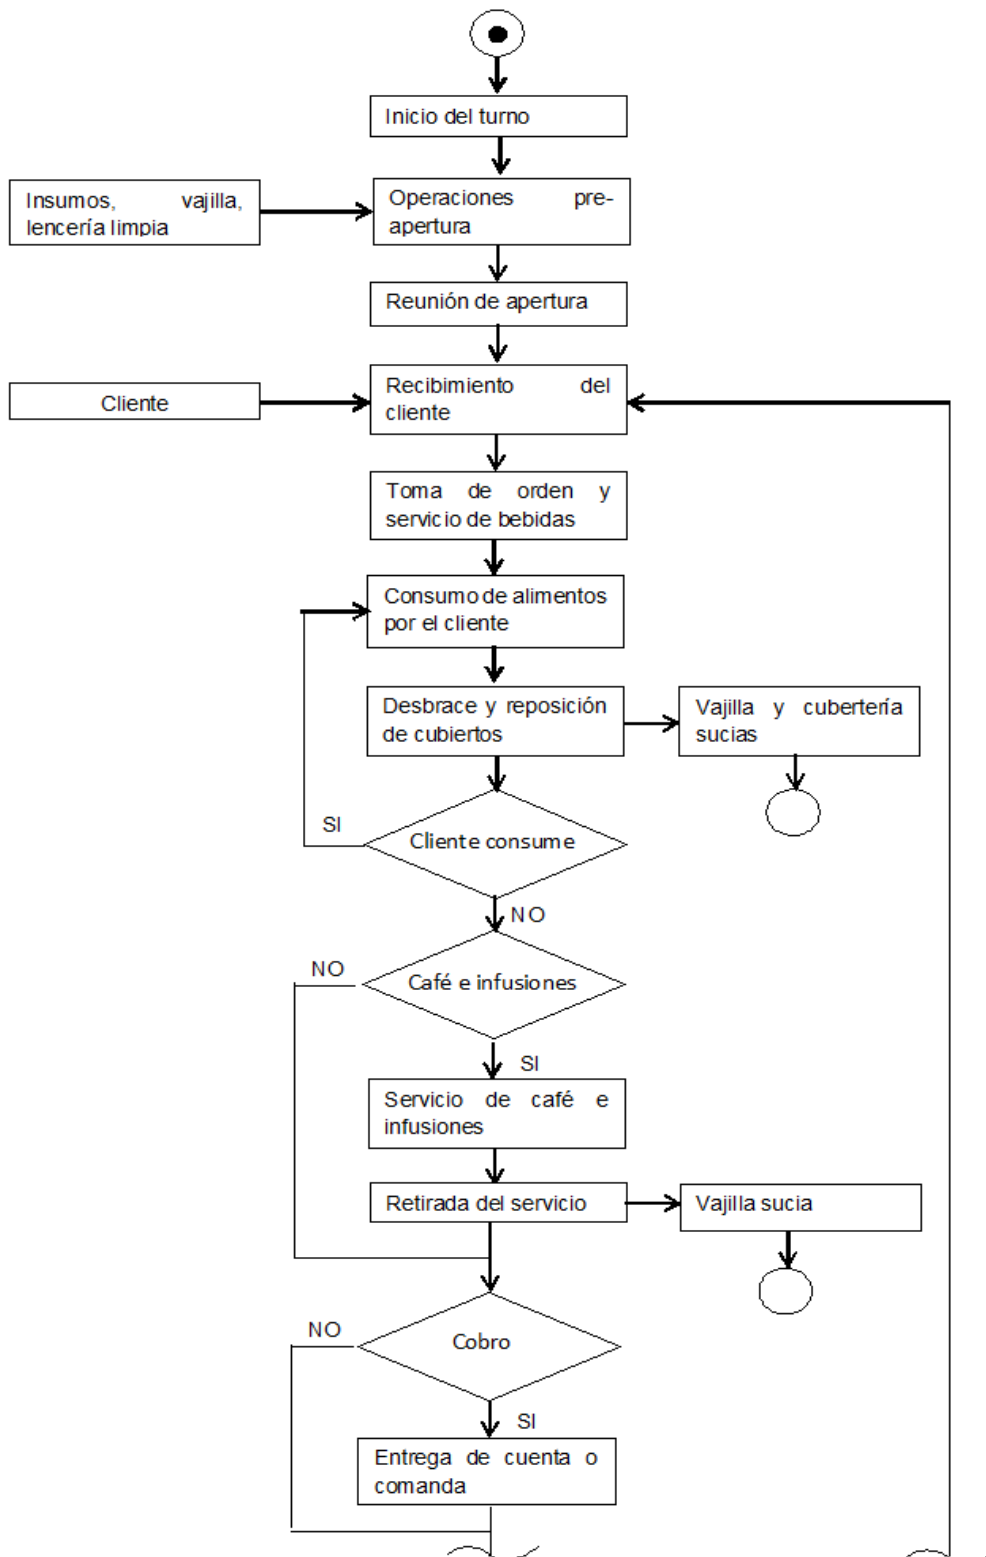 Inicio del turno
Insumos, vajilla,
lencería limpia
Operaciones pre-
apertura
Reunión de apertura
Cliente
Recibimiento del
cliente
Toma de orden y
servicio de bebidas
Consumo de alimentos
por el cliente
Desbrace y reposición
de cubiertos
Vajilla y cubertería
sucias
SI
Cliente consume
NO
NO
Café e infusiones
SI
Servicio de café e
infusiones
Retirada del servicio
Vajilla sucia
NO
Cobro
SI
Entrega de cuenta o
comanda